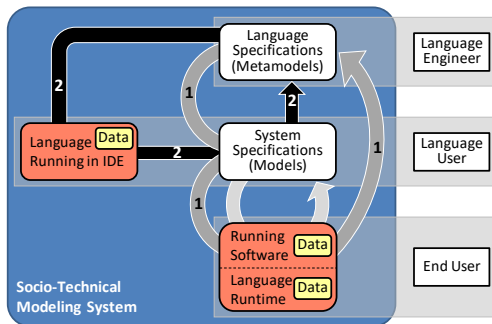 Language
Specifications
(Metamodels)
Language
Engineer
2
1
2
1
Language
Running in IDE
Data
2
System
Specifications
(Models)
Language
User
1
Running
Software
Data
Language
Runtime
Data
End User
Socio-Technical
Modeling System